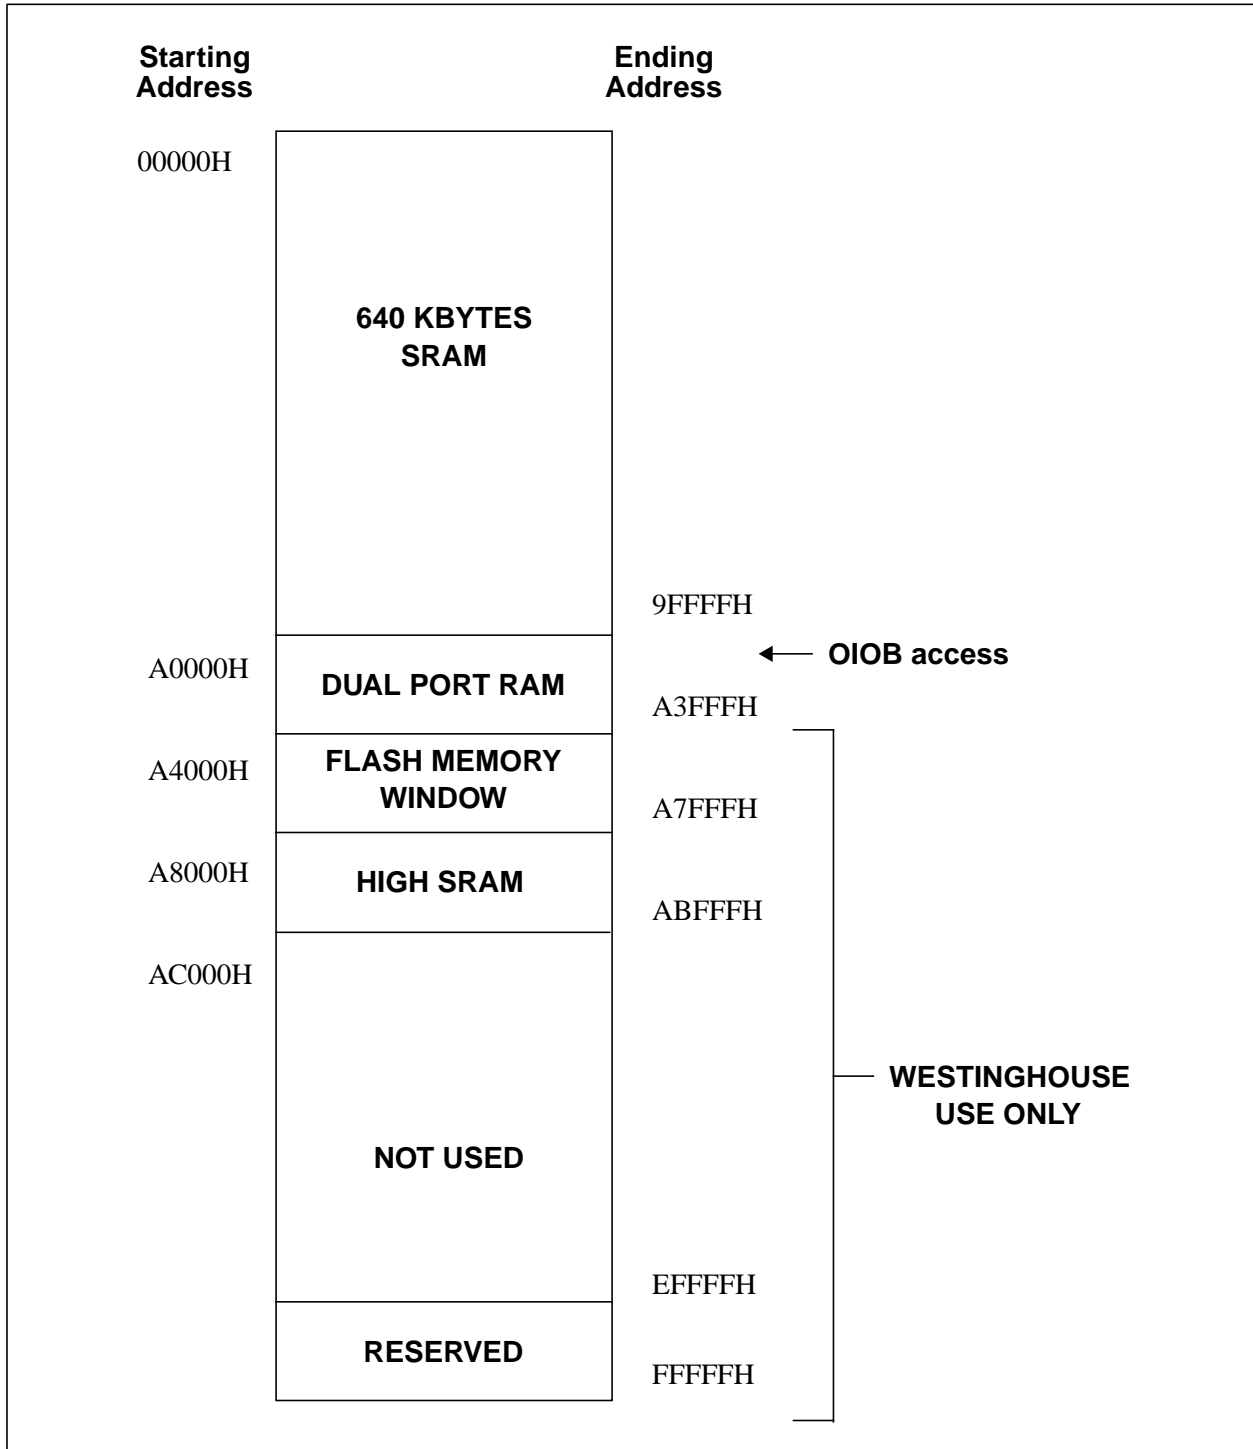 Starting
Address
Ending
Address
00000H
640 KBYTES
SRAM
9FFFFH
OIOB access
A0000H
DUAL PORT RAM
A3FFFH
A4000H
FLASH MEMORY
WINDOW
A7FFFH
A8000H
HIGH SRAM
ABFFFH
AC000H
WESTINGHOUSE
USE ONLY
NOT USED
EFFFFH
RESERVED
FFFFFH